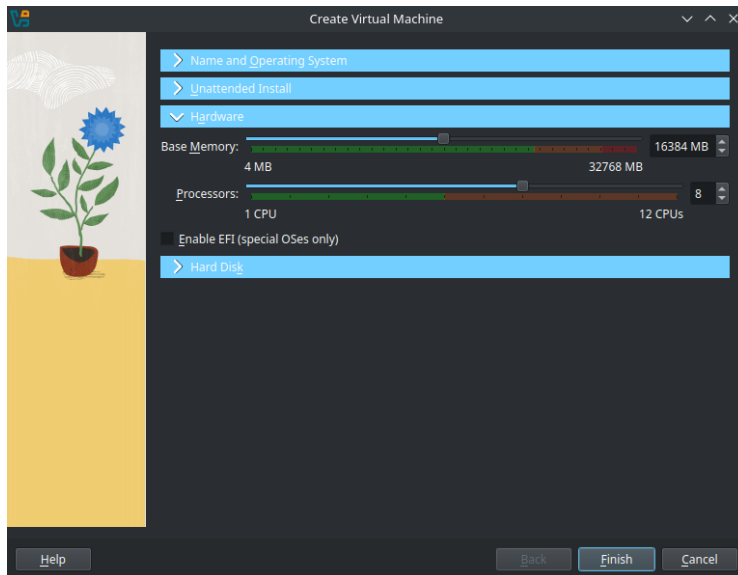 Create Virtual Machine
Name and Operating System
Unattended Install
Hardware
Base Memory: 16384 MB
4 MB 32768 MB
Processors: 8
1 CPU 12 CPUs
Enable EFI (special OSes only)
Hard Disk
Help Back Finish Cancel